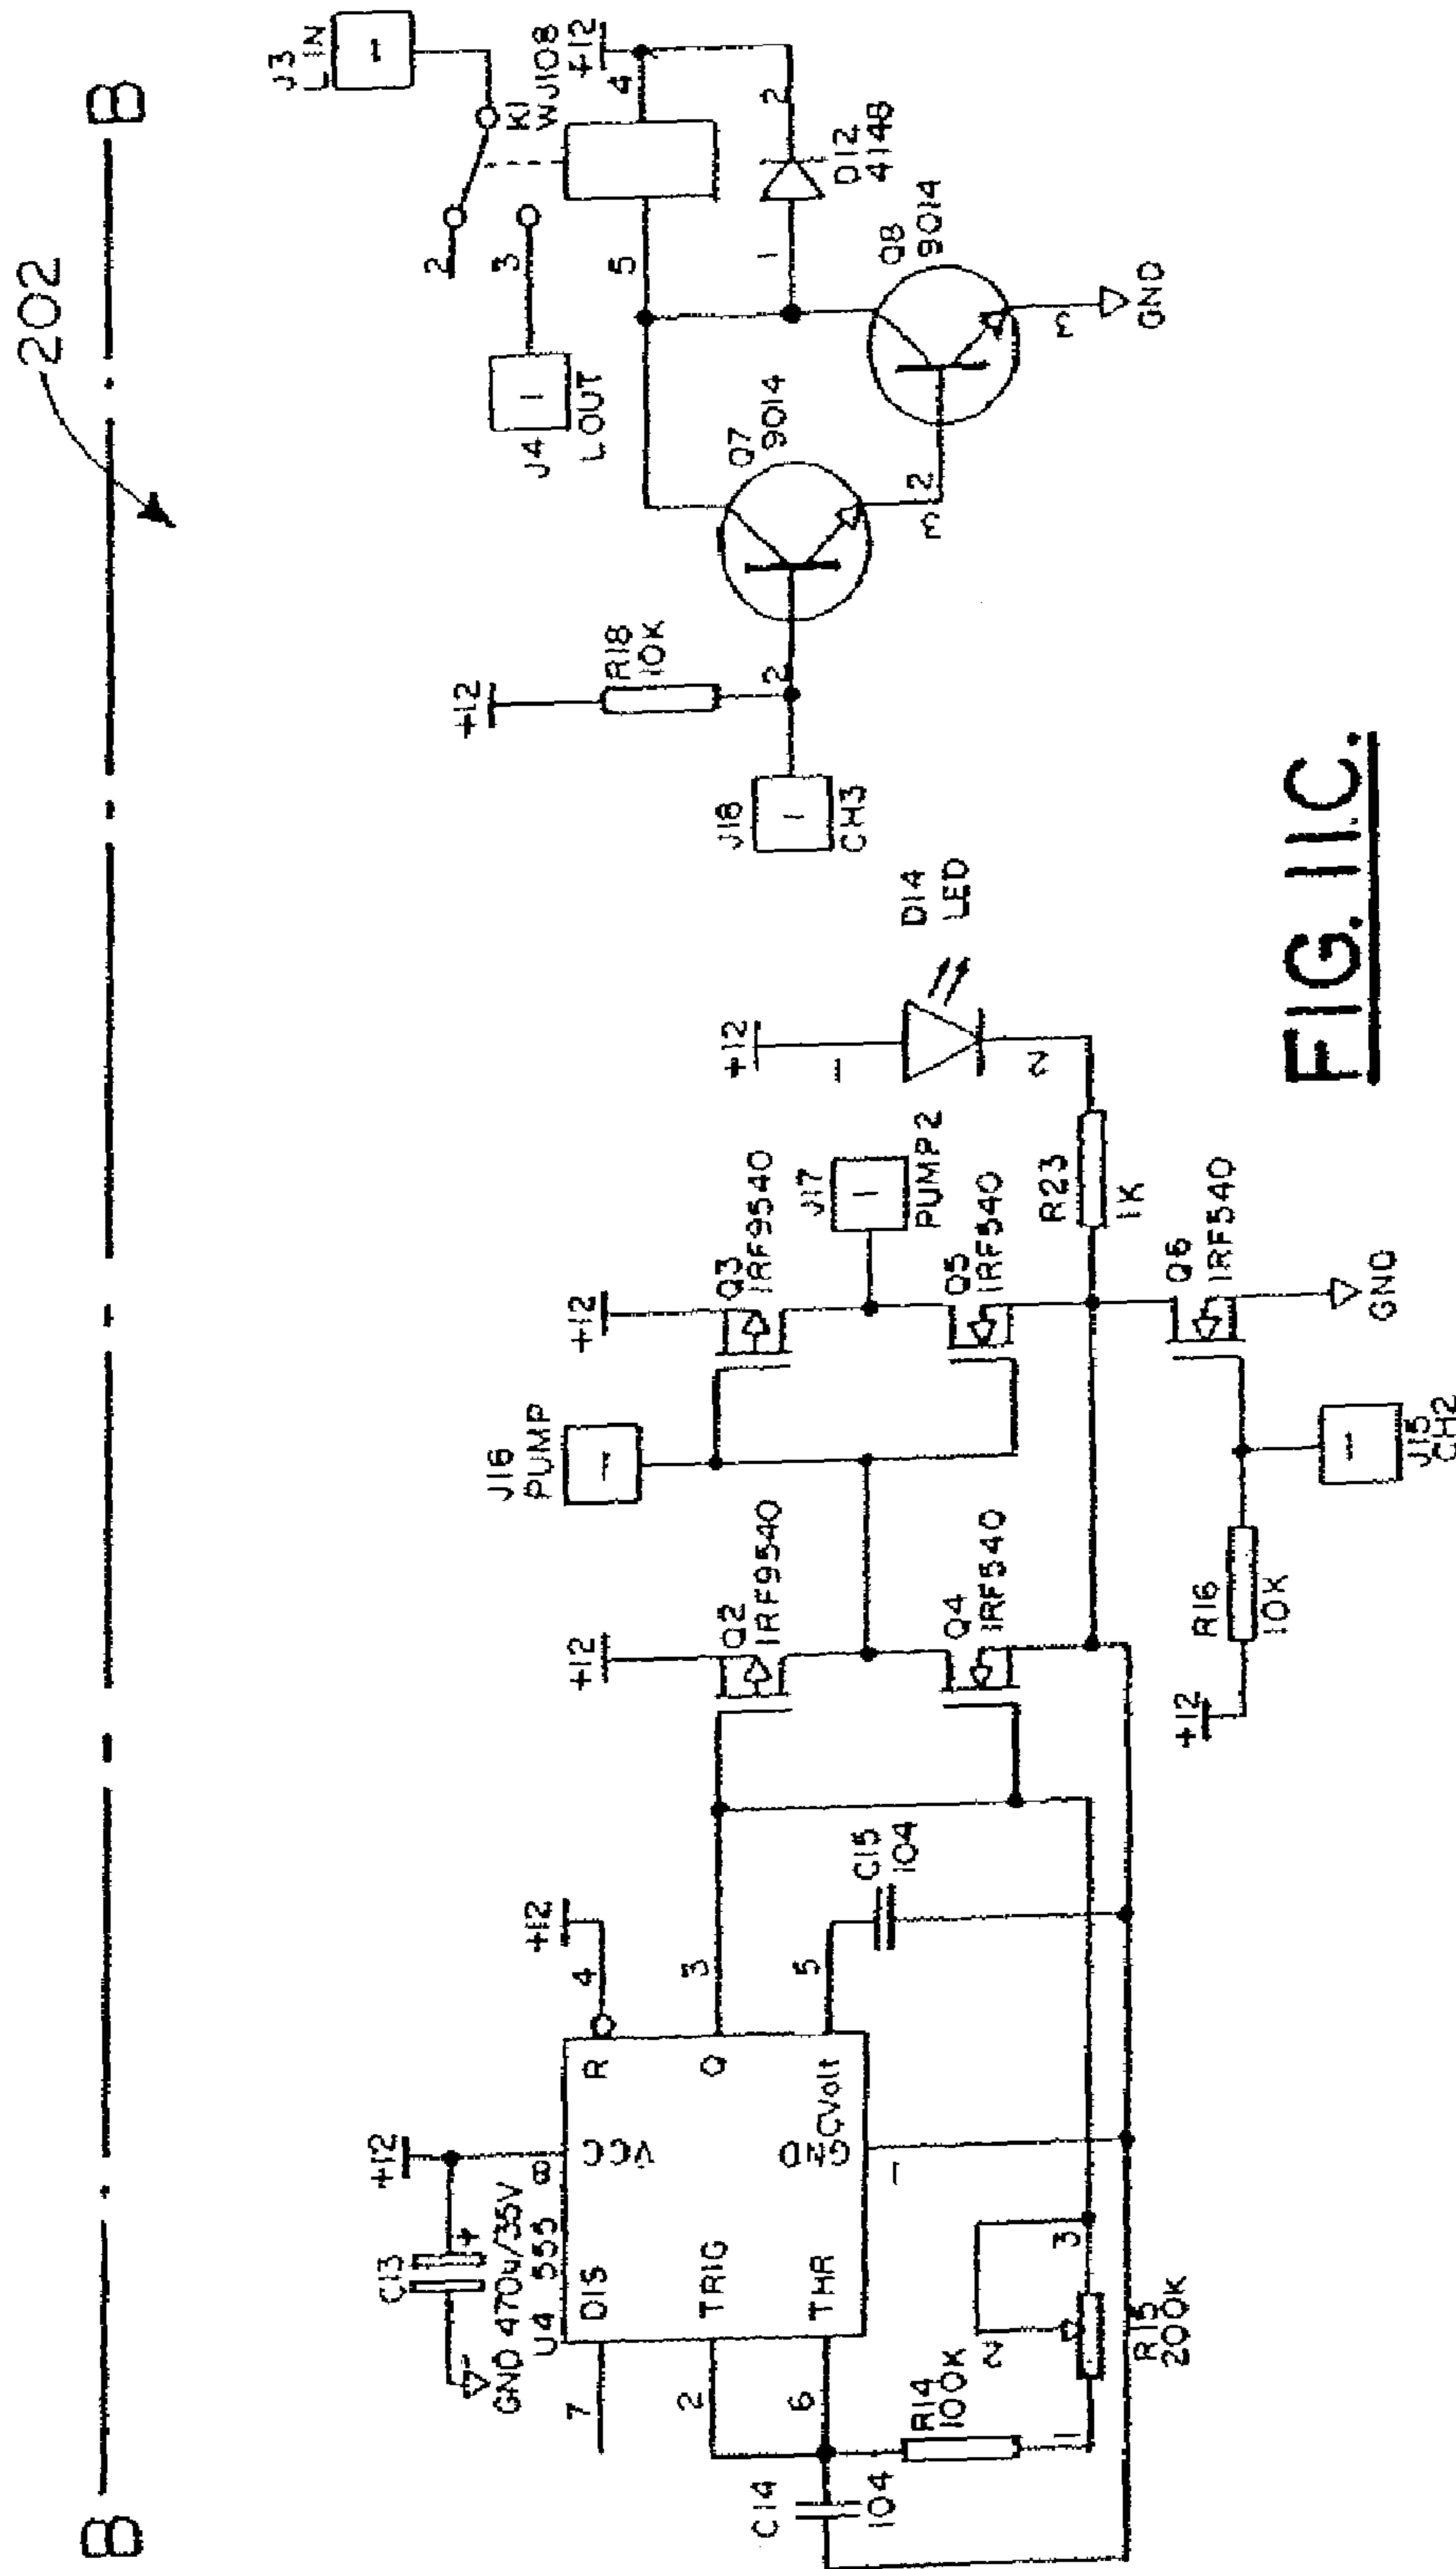 B
B
202
C13
+12
GND 470u/35V
U4 555
7
DIS
8
VCC
R
4
+12
2
TRIG
Q
3
6
THR
GND
CVolt
5
C15
104
1
C14
104
R14
100K
1
2
3
R15
200K
+12
Q2
IRF9540
Q4
IRF540
J16
PUMP
1
+12
Q3
IRF9540
J17
1
PUMP2
Q5
IRF540
+12
1
D14
LED
2
R23
1K
Q6
IRF540
GND
+12
R16
10K
1
J15
CH2
+12
R18
10K
J18
1
CH3
2
Q7
9014
3
2
Q8
9014
3
GND
J4
1
LOUT
2
3
J3
L IN
1
K1
WJ108
5
4
+12
1
2
D12
4148
FIG. 11C.